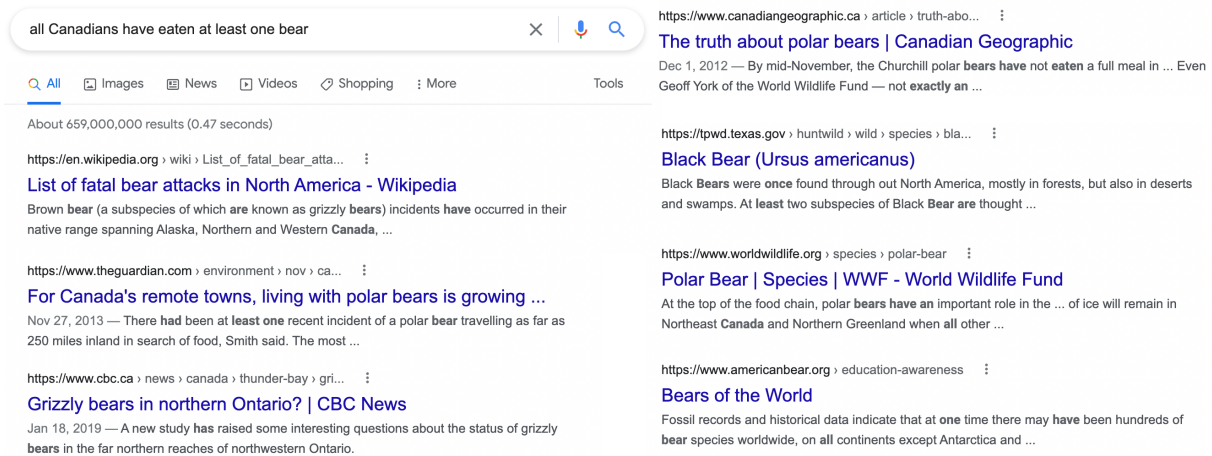 all Canadians have eaten at least one bear
All Images News Videos Shopping More Tools
About 659,000,000 results (0.47 seconds)
https://en.wikipedia.org › wiki › List_of_fatal_bear_atta...
List of fatal bear attacks in North America - Wikipedia
Brown bear (a subspecies of which are known as grizzly bears) incidents have occurred in their
native range spanning Alaska, Northern and Western Canada, ...
https://www.theguardian.com › environment › nov › ca...
For Canada's remote towns, living with polar bears is growing ...
Nov 27, 2013 — There had been at least one recent incident of a polar bear travelling as far as
250 miles inland in search of food, Smith said. The most ...
https://www.cbc.ca › news › canada › thunder-bay › gri...
Grizzly bears in northern Ontario? | CBC News
Jan 18, 2019 — A new study has raised some interesting questions about the status of grizzly
bears in the far northern reaches of northwestern Ontario.
https://www.canadiangeographic.ca › article › truth-abo...
The truth about polar bears | Canadian Geographic
Dec 1, 2012 — By mid-November, the Churchill polar bears have not eaten a full meal in ... Even
Geoff York of the World Wildlife Fund — not exactly an ...
https://tpwd.texas.gov › huntwild › wild › species › bla...
Black Bear (Ursus americanus)
Black Bears were once found through out North America, mostly in forests, but also in deserts
and swamps. At least two subspecies of Black Bear are thought ...
https://www.worldwildlife.org › species › polar-bear
Polar Bear | Species | WWF - World Wildlife Fund
At the top of the food chain, polar bears have an important role in the ... of ice will remain in
Northeast Canada and Northern Greenland when all other ...
https://www.americanbear.org › education-awareness
Bears of the World
Fossil records and historical data indicate that at one time there may have been hundreds of
bear species worldwide, on all continents except Antarctica and ...